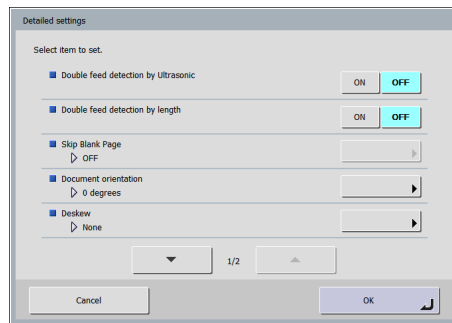 Detailed settings
Select item to set.
Double feed detection by Ultrasonic
ON OFF
Double feed detection by length
ON OFF
Skip Blank Page
OFF
Document orientation
0 degrees
Deskew
None
1/2
Cancel OK